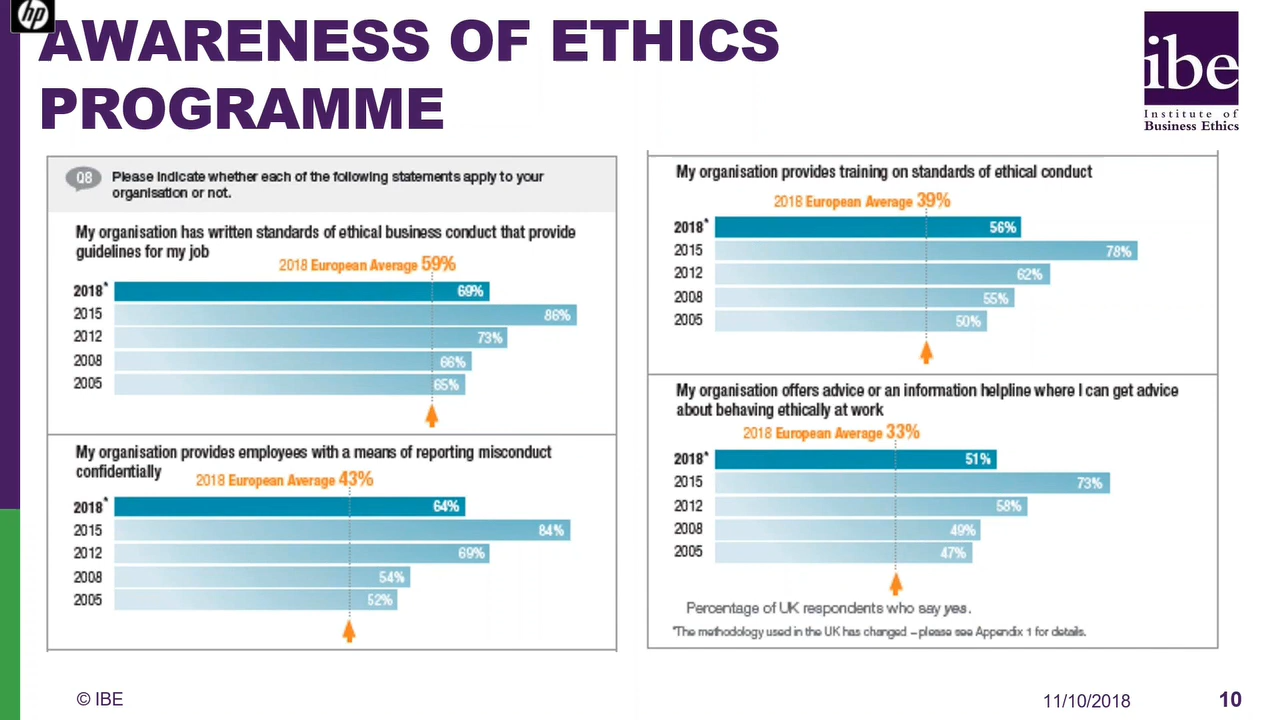 hp
AWARENESS OF ETHICS
PROGRAMME
ibe
Institute of
Business Ethics
Q8
Please indicate whether each of the following statements apply to your
organisation or not.
My organisation has written standards of ethical business conduct that provide
guidelines for my job
2018 European Average 59%
2018* 69%
2015 86%
2012 73%
2008 66%
2005 65%
My organisation provides employees with a means of reporting misconduct
confidentially
2018 European Average 43%
2018* 64%
2015 84%
2012 69%
2008 54%
2005 52%
My organisation provides training on standards of ethical conduct
2018 European Average 39%
2018* 56%
2015 78%
2012 62%
2008 55%
2005 50%
My organisation offers advice or an information helpline where I can get advice
about behaving ethically at work
2018 European Average 33%
2018* 51%
2015 73%
2012 58%
2008 49%
2005 47%
Percentage of UK respondents who say yes.
*The methodology used in the UK has changed – please see Appendix 1 for details.
© IBE
11/10/2018
10